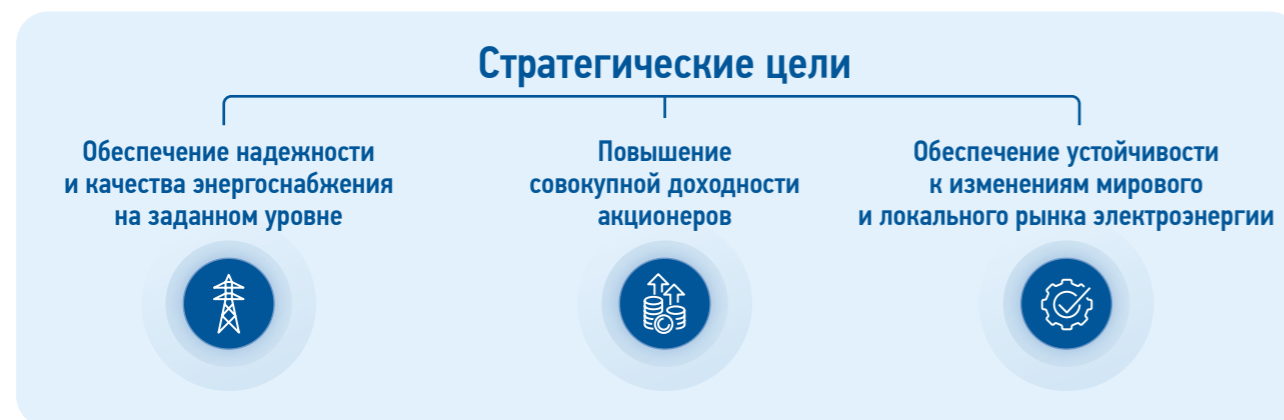 Стратегические цели
Обеспечение надежности
и качества энергоснабжения
на заданном уровне
Повышение
совокупной доходности
акционеров
Обеспечение устойчивости
к изменениям мирового
и локального рынка электроэнергии